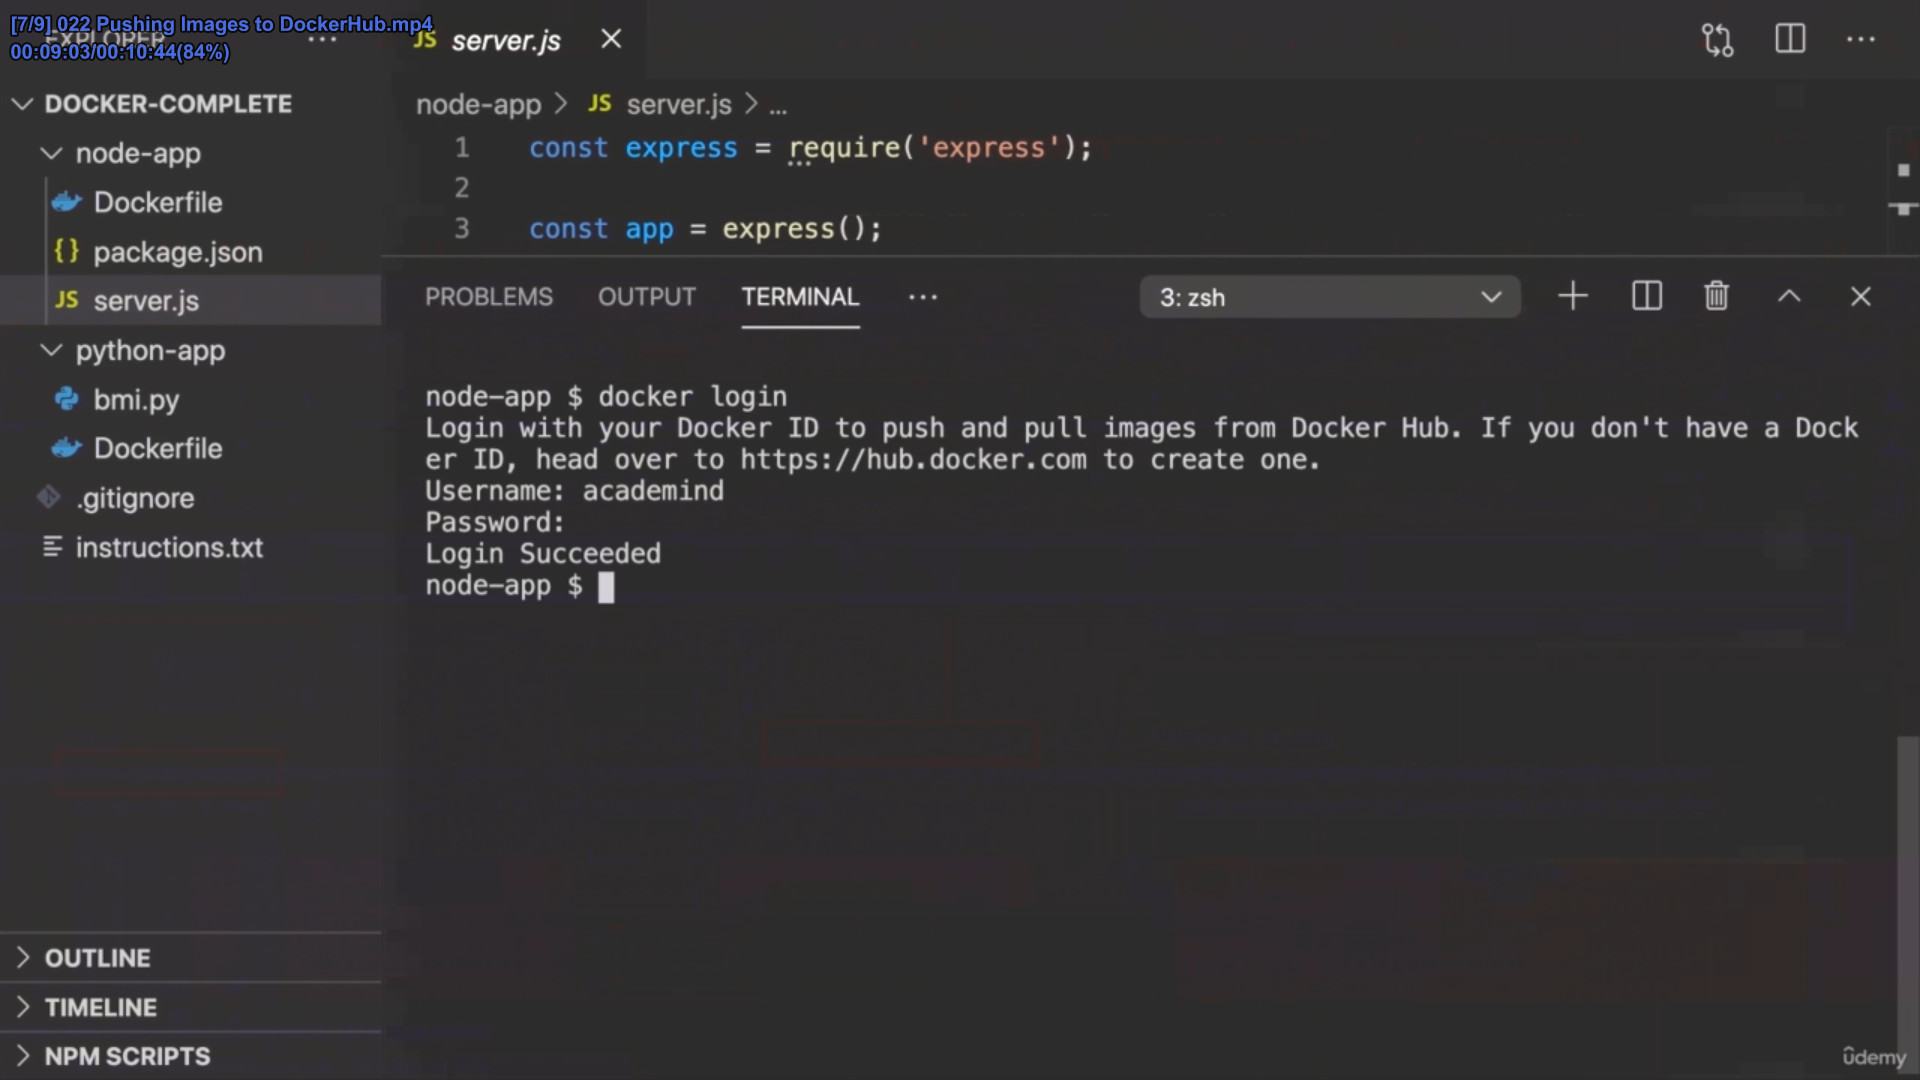 [7/9] 022 Pushing Images to DockerHub.mp4
00:09:03/00:10:44(84%)
EXPLORER ...
JS server.js
DOCKER-COMPLETE
node-app
Dockerfile
{} package.json
JS server.js
python-app
bmi.py
Dockerfile
.gitignore
instructions.txt
OUTLINE
TIMELINE
NPM SCRIPTS
node-app > JS server.js > ...
1 const express = require('express');
2
3 const app = express();
PROBLEMS OUTPUT TERMINAL ... 3: zsh
node-app $ docker login
Login with your Docker ID to push and pull images from Docker Hub. If you don't have a Dock
er ID, head over to https://hub.docker.com to create one.
Username: academind
Password:
Login Succeeded
node-app $
ûdemy